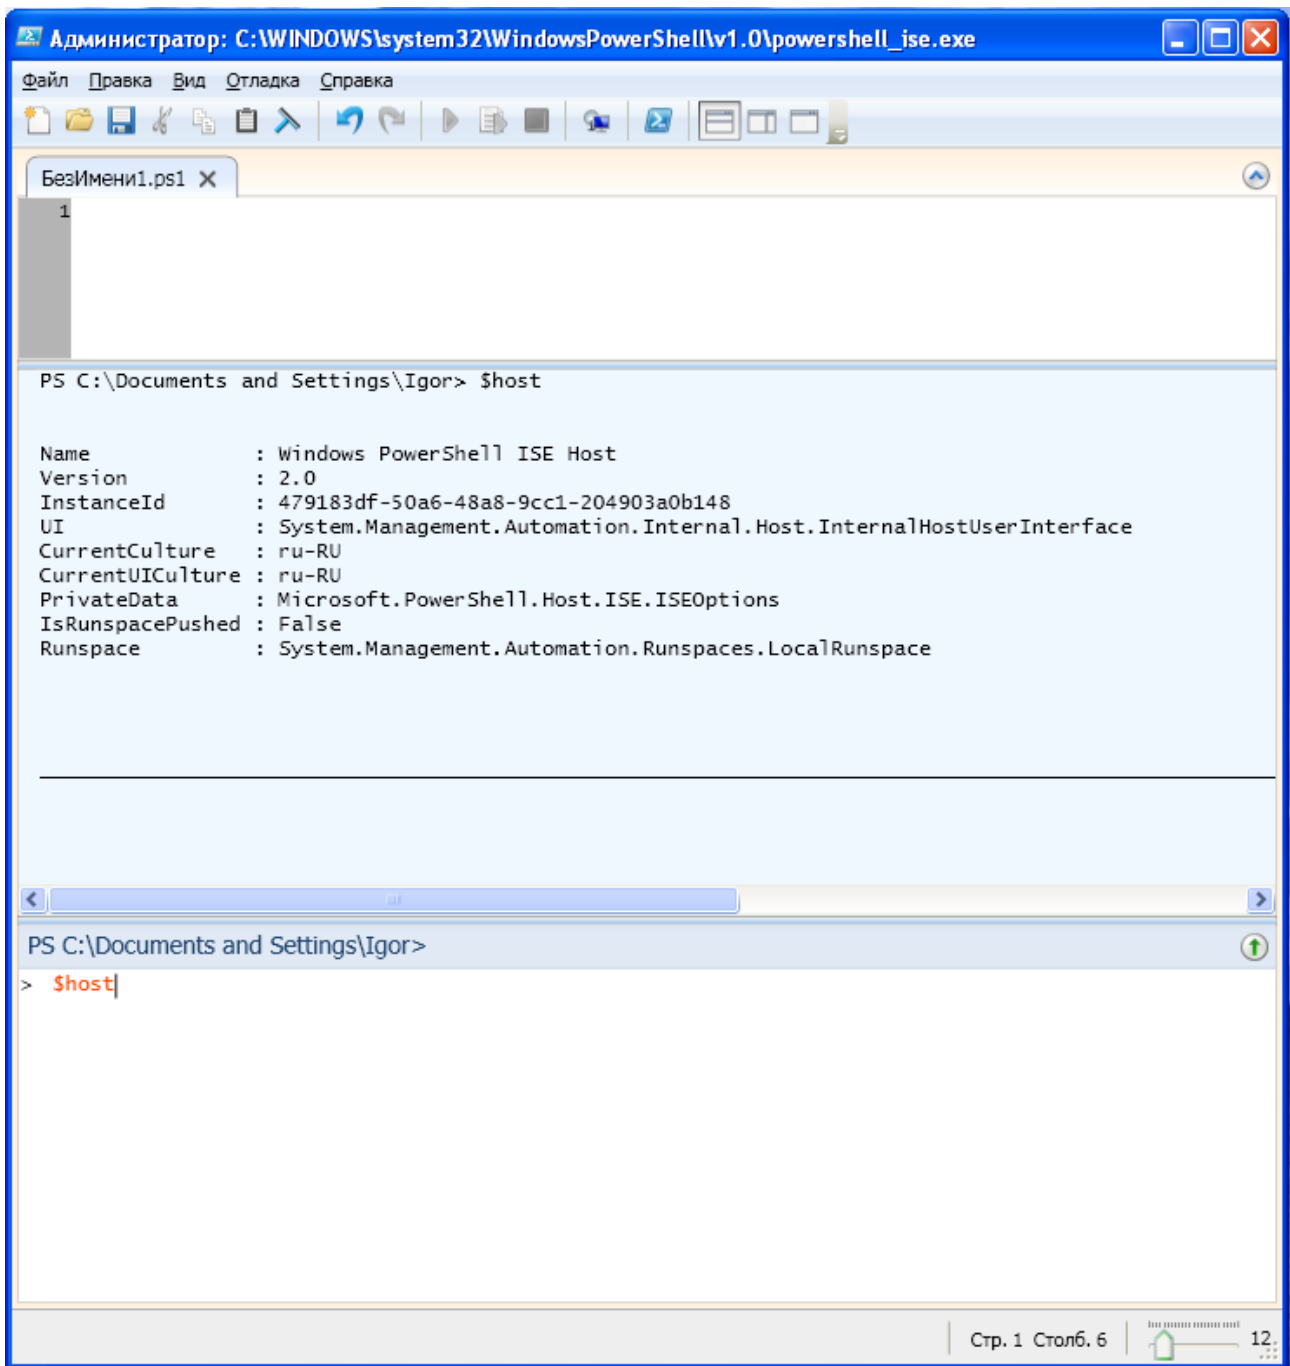 Администратор: C:\WINDOWS\system32\WindowsPowerShell\v1.0\powershell_ise.exe
Файл Правка Вид Отладка Справка
БезИмени1.ps1
1
PS C:\Documents and Settings\Igor> $host
Name : Windows PowerShell ISE Host
Version : 2.0
InstanceId : 479183df-50a6-48a8-9cc1-204903a0b148
UI : System.Management.Automation.Internal.Host.InternalHostUserInterface
CurrentCulture : ru-RU
CurrentUICulture : ru-RU
PrivateData : Microsoft.PowerShell.Host.ISE.ISEOptions
IsRunspacePushed : False
Runspace : System.Management.Automation.Runspaces.LocalRunspace
PS C:\Documents and Settings\Igor>
> $host
Стр. 1 Столб. 6 12